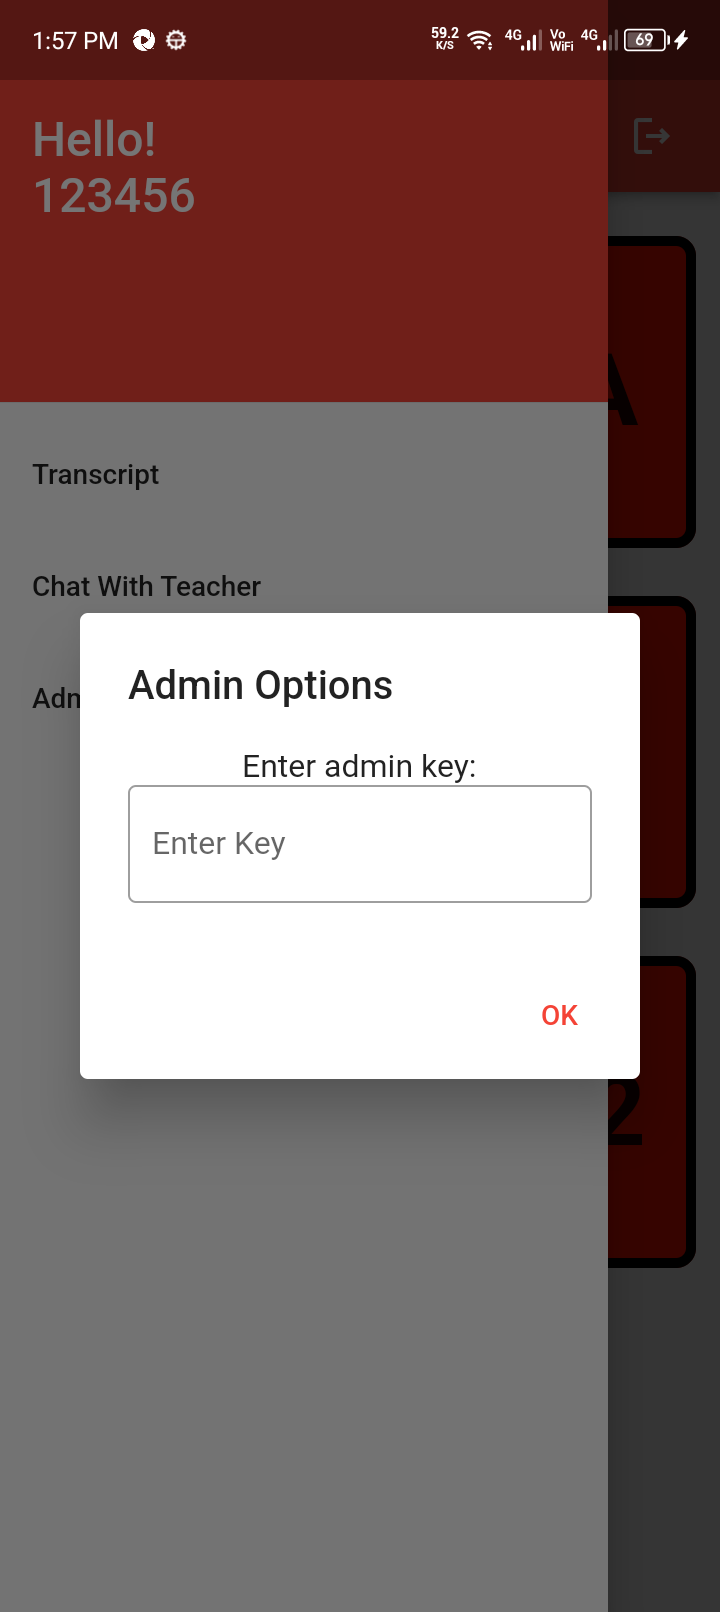 1:57 PM 59.2 K/S 4G Vo WiFi 4G 69
Hello!
123456
A
Transcript
Chat With Teacher
Adm
Admin Options
Enter admin key:
Enter Key
OK
2